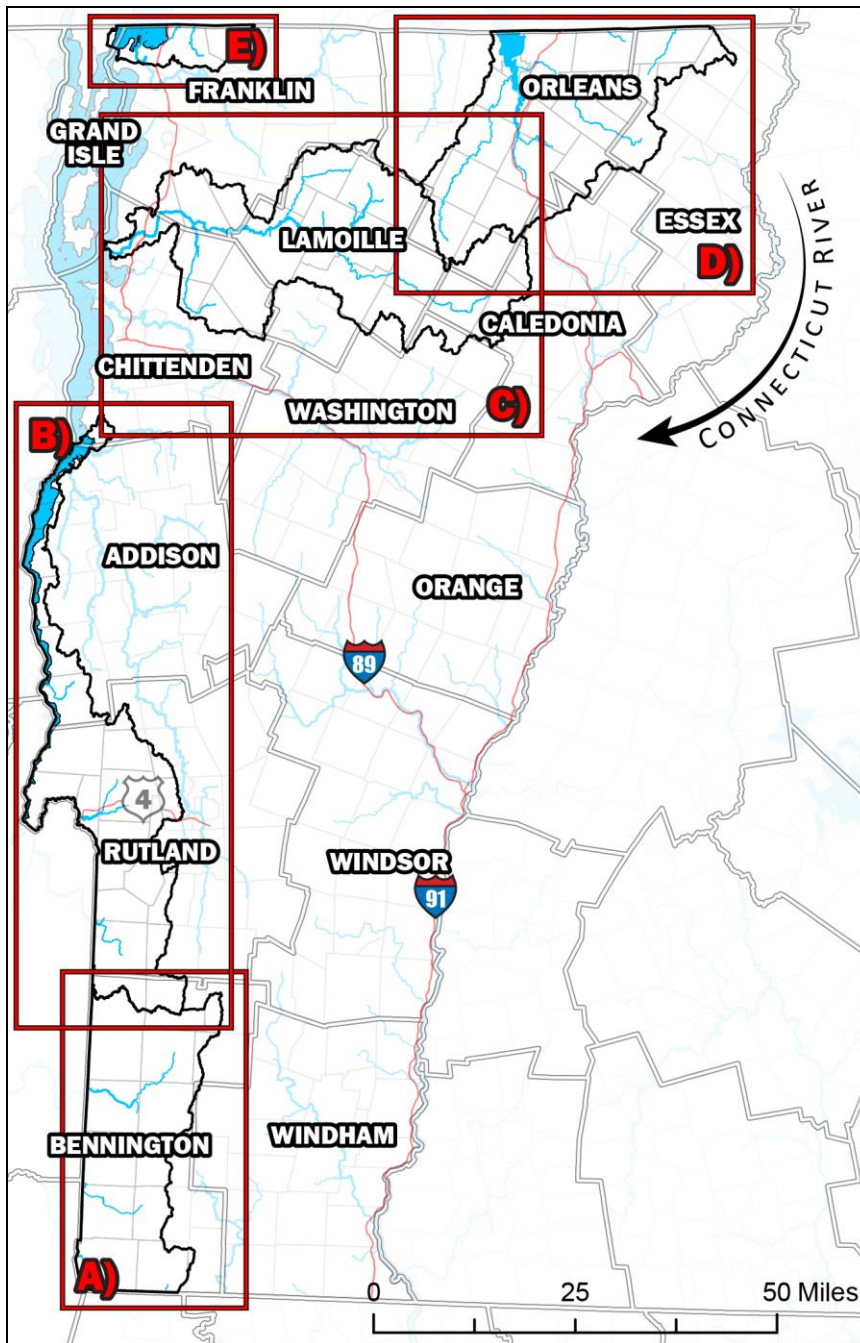 E)
FRANKLIN
ORLEANS
GRAND
ISLE
LAMOILLE
ESSEX
D)
CALEDONIA
CONNECTICUT RIVER
CHITTENDEN
WASHINGTON
C)
B)
ADDISON
ORANGE
89
4
RUTLAND
WINDSOR
91
BENNINGTON
WINDHAM
A)
0 25 50 Miles